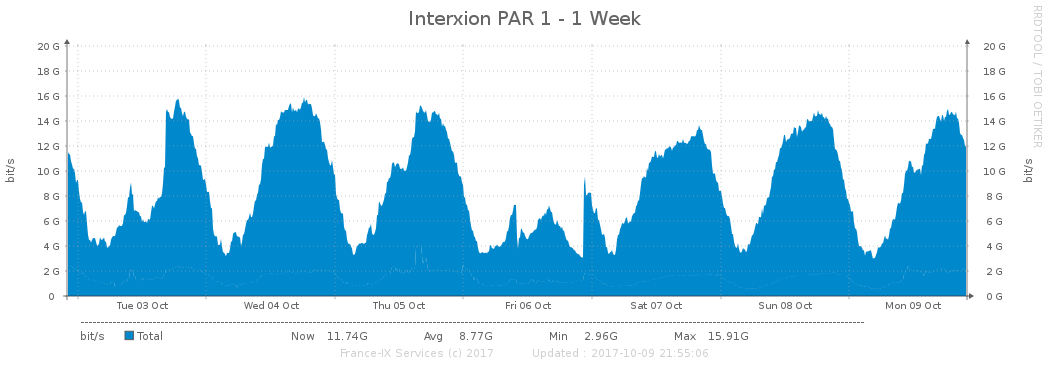 Interxion PAR 1 - 1 Week
RRDTOOL / TOBI OETIKER
20 G 20 G
18 G 18 G
16 G 16 G
14 G 14 G
12 G 12 G
10 G 10 G
8 G 8 G
6 G 6 G
4 G 4 G
2 G 2 G
0 0 G
bit/s
bit/s
Tue 03 Oct Wed 04 Oct Thu 05 Oct Fri 06 Oct Sat 07 Oct Sun 08 Oct Mon 09 Oct
bit/s Total Now 11.74G Avg 8.77G Min 2.96G Max 15.91G
France-IX Services (c) 2017 Updated : 2017-10-09 21:55:06